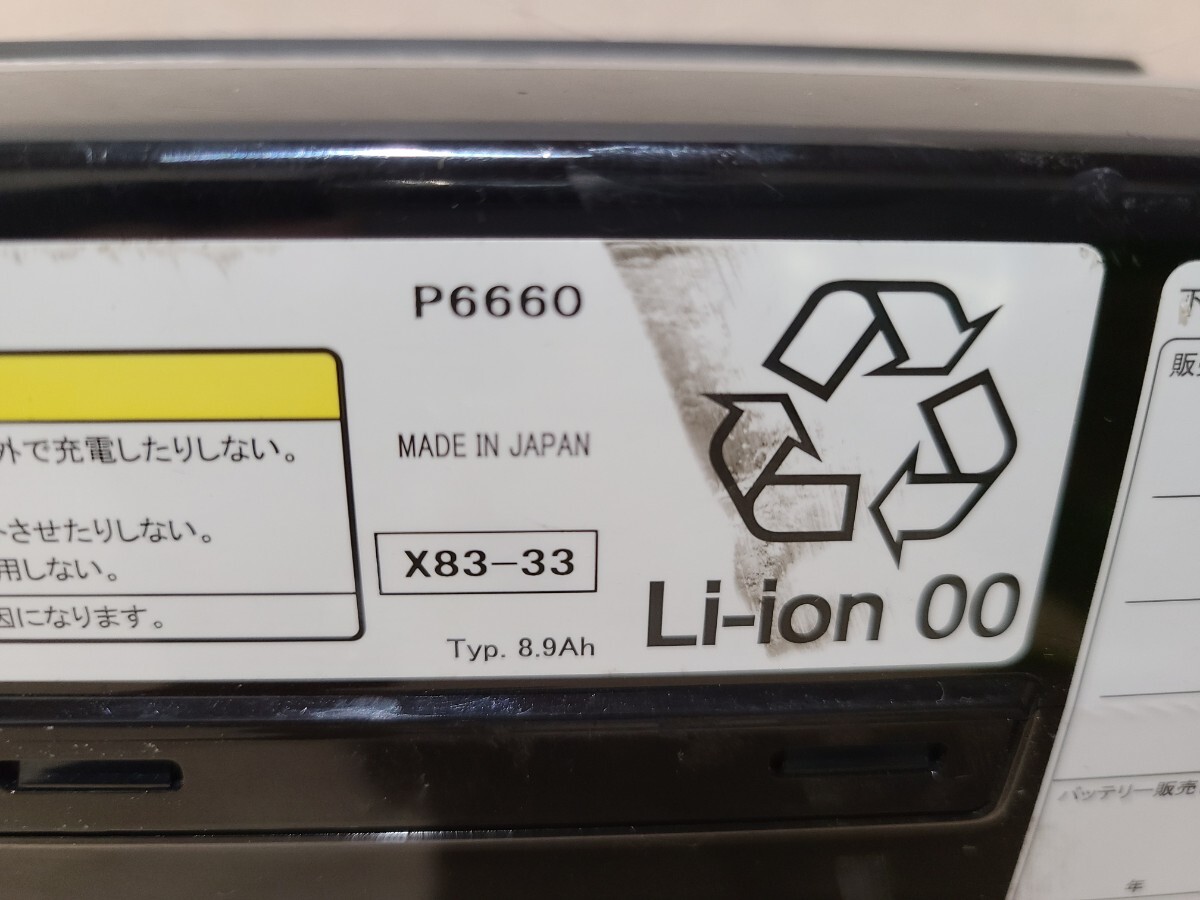 P6660
外で充電したりしない。
MADE IN JAPAN
トさせたりしない。
X83-33
用しない。
因になります。
Typ. 8.9Ah
Li-ion 00
下
販売
バッテリー販売
年